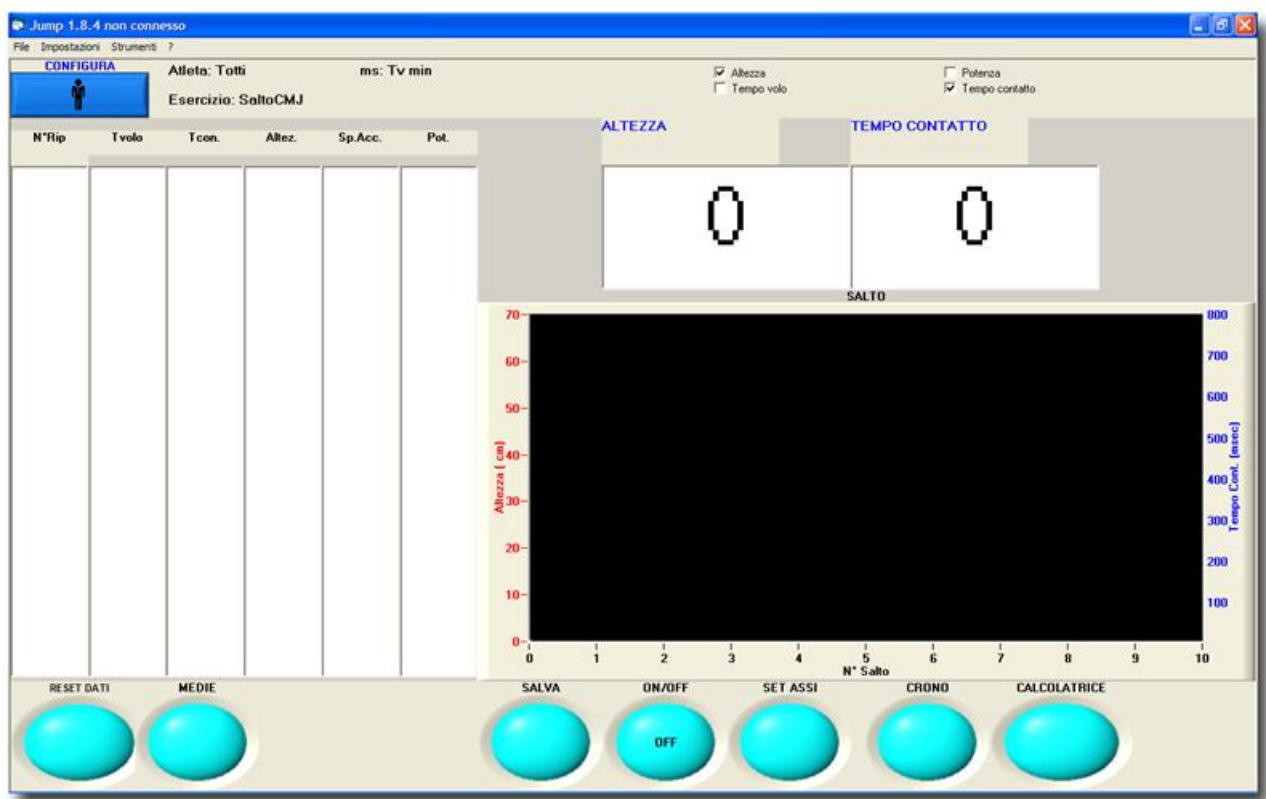 Jump 1.8.4 non connesso
File Impostazioni Strumenti ?
CONFIGURA
Atleta: Totti
ms: Tv min
Esercizio: SaltoCMJ
Altezza
Tempo volo
Potenza
Tempo contatto
N°Rip Tvolo Tcon. Altez. Sp.Acc. Pot.
ALTEZZA
TEMPO CONTATTO
0
0
SALTO
70
60
50
40
30
20
10
0
Altezza ( cm)
800
700
600
500
400
300
200
100
Tempo Cont. (msec)
0 1 2 3 4 5 6 7 8 9 10
N° Salto
RESET DATI
MEDIE
SALVA
ON/OFF
SET ASSI
CRONO
CALCOLATRICE
OFF